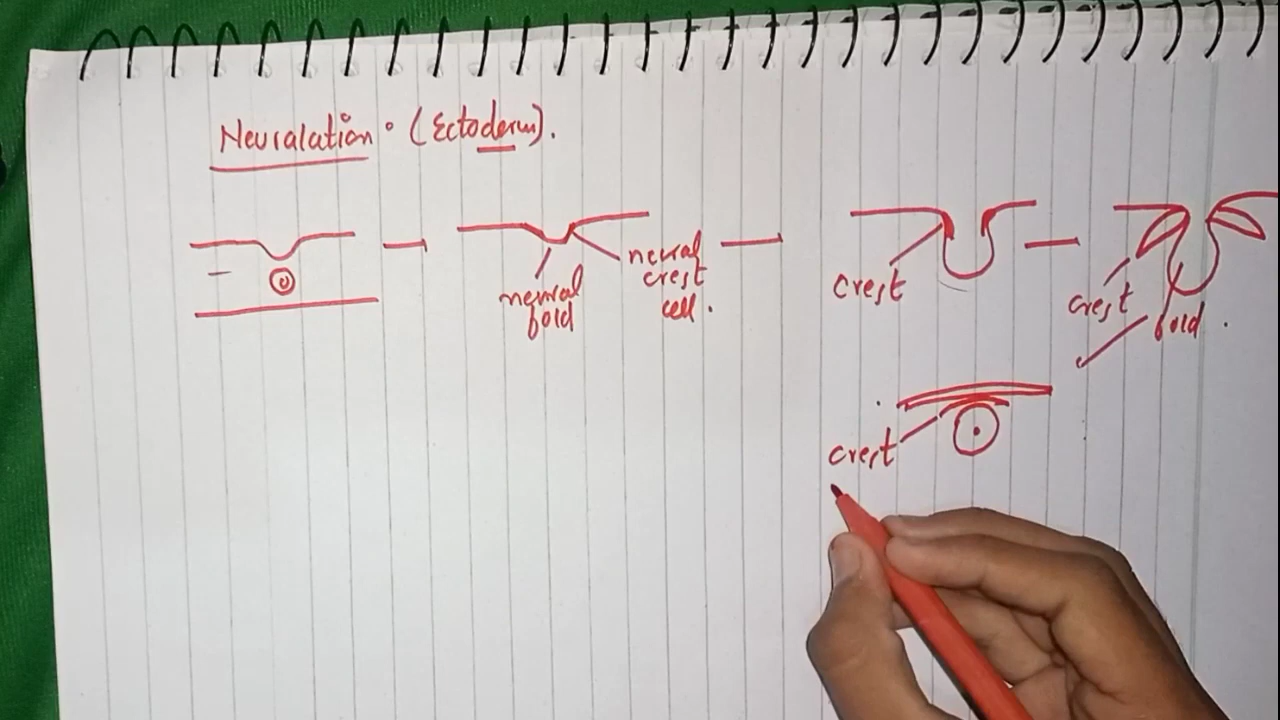 Neuralation (Ectoderm).
neural
fold
neural
crest
cell.
crest
crest
fold.
crest